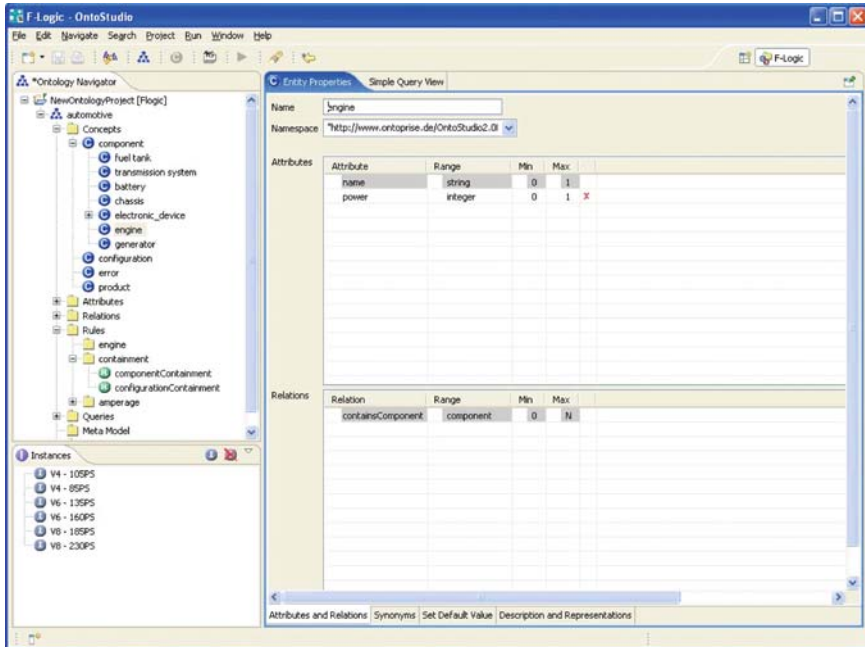 F-Logic - OntoStudio
File Edit Navigate Search Project Run Window Help
F-Logic
*Ontology Navigator
NewOntologyProject [Flogic]
automotive
Concepts
component
fuel tank
transmission system
battery
chassis
electronic_device
engine
generator
configuration
error
product
Attributes
Relations
Rules
engine
containment
componentContainment
configurationContainment
amperage
Queries
Meta Model
Instances
V4 - 105PS
V4 - 85PS
V6 - 135PS
V6 - 160PS
V8 - 185PS
V8 - 230PS
Entity Properties Simple Query View
Name engine
Namespace "http://www.ontoprise.de/OntoStudio2.0
Attributes
Attribute Range Min Max
name string 0 1
power integer 0 1
Relations
Relation Range Min Max
containsComponent component 0 N
Attributes and Relations Synonyms Set Default Value Description and Representations